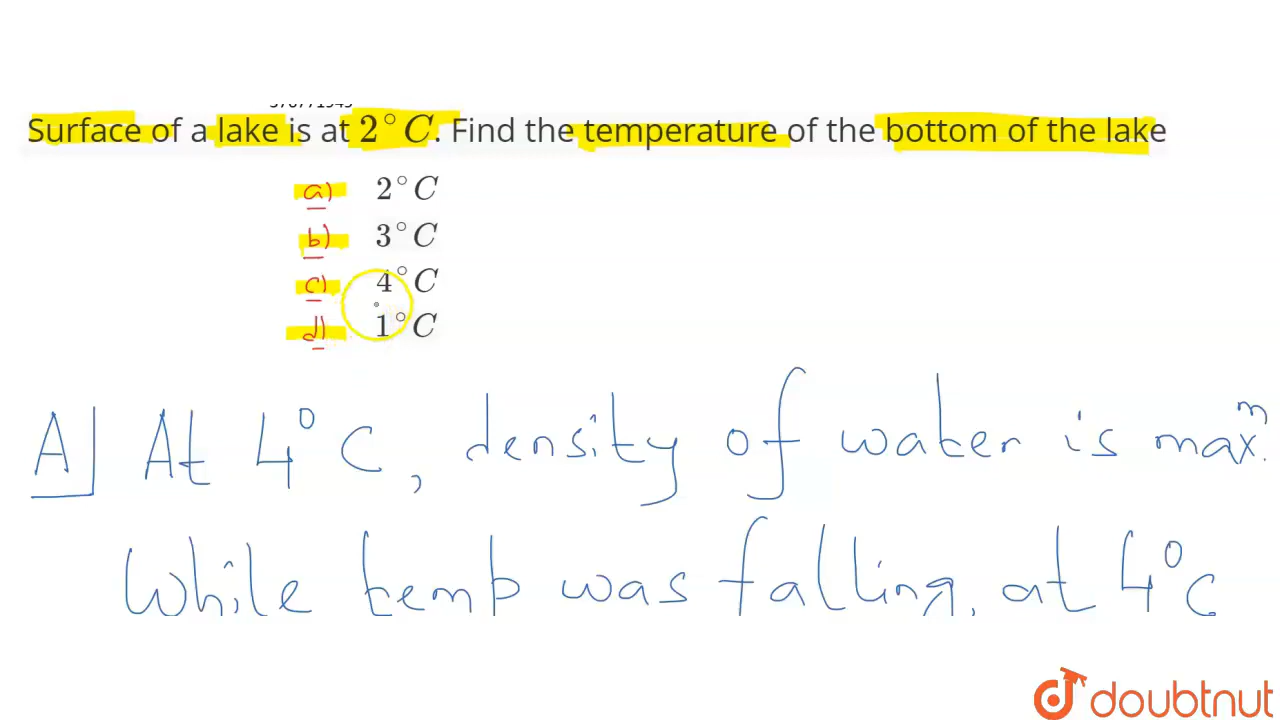 Surface of a lake is at 2°C. Find the temperature of the bottom of the lake
a) 2°C
b) 3°C
c) 4°C
d) 1°C
A] At 4°C, density of water is maxᵐ.
While temp was falling, at 4°c
doubtnut